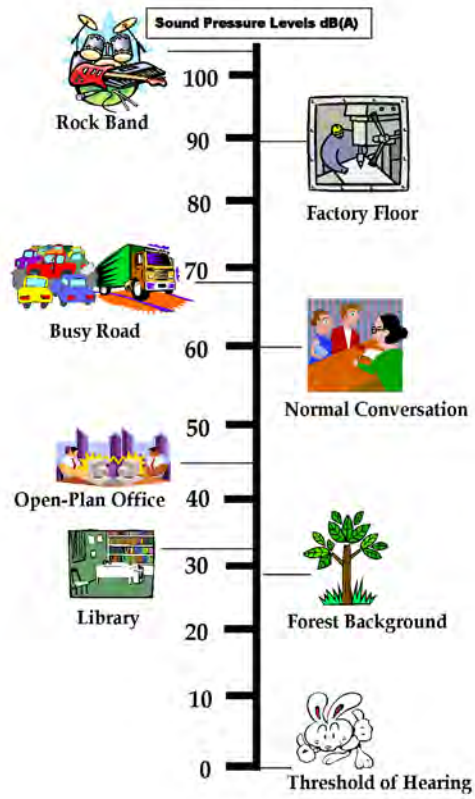 Sound Pressure Levels dB(A)
100
Rock Band
90
80
Factory Floor
70
Busy Road
60
Normal Conversation
50
Open-Plan Office
40
30
Library
Forest Background
20
10
0
Threshold of Hearing